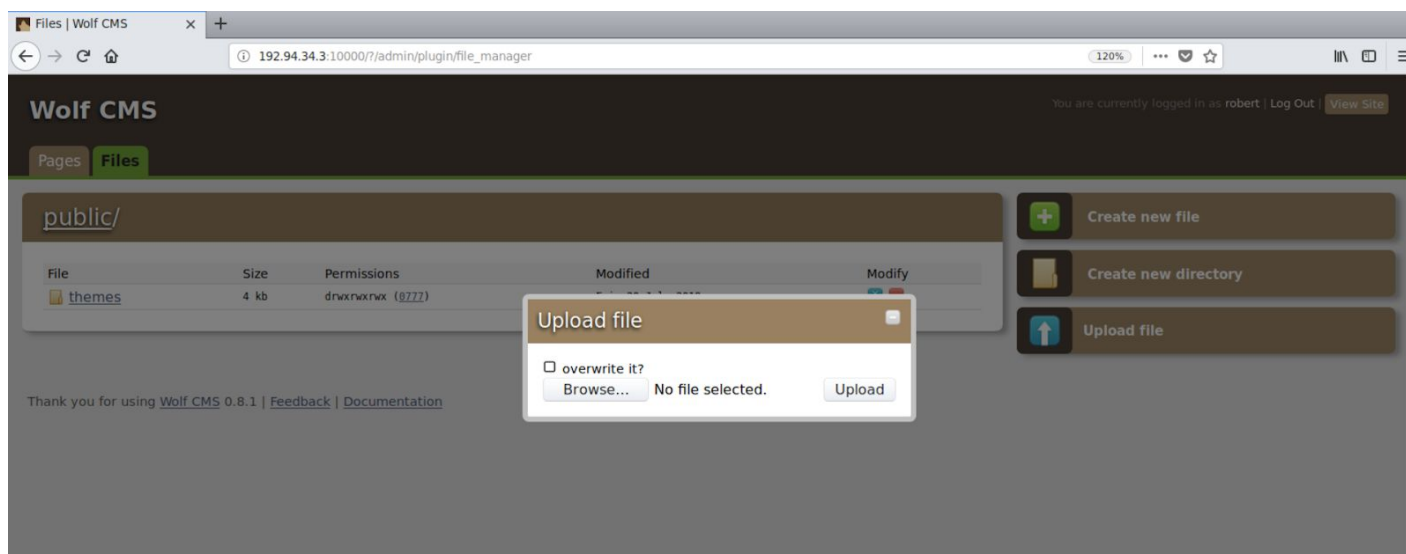 Files | Wolf CMS
192.94.34.3:10000/?/admin/plugin/file_manager
120%
Wolf CMS
You are currently logged in as robert | Log Out | View Site
Pages
Files
public/
Create new file
File Size Permissions Modified Modify
themes 4 kb drwxrwxrwx (0777)
Create new directory
Upload file
Upload file
overwrite it?
Browse... No file selected. Upload
Thank you for using Wolf CMS 0.8.1 | Feedback | Documentation